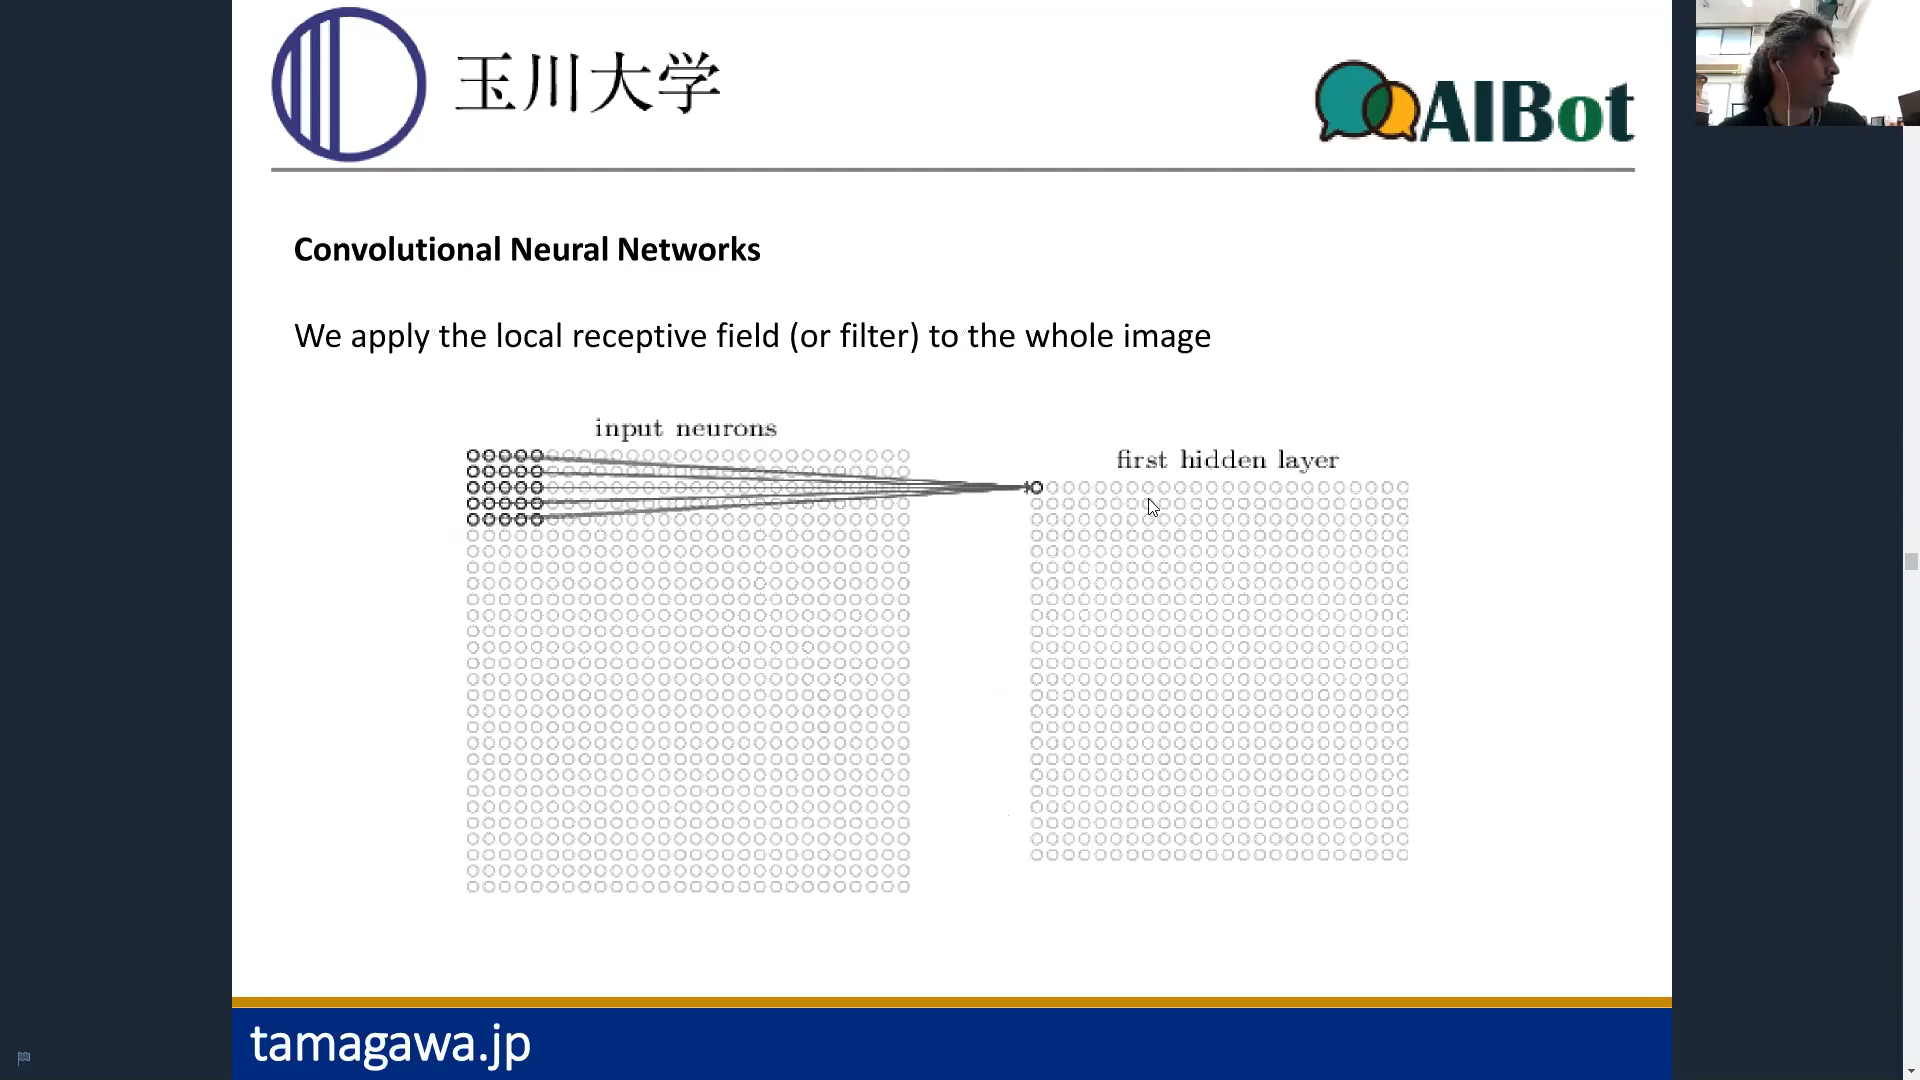 玉川大学
AIBot
Convolutional Neural Networks
We apply the local receptive field (or filter) to the whole image
input neurons
first hidden layer
tamagawa.jp